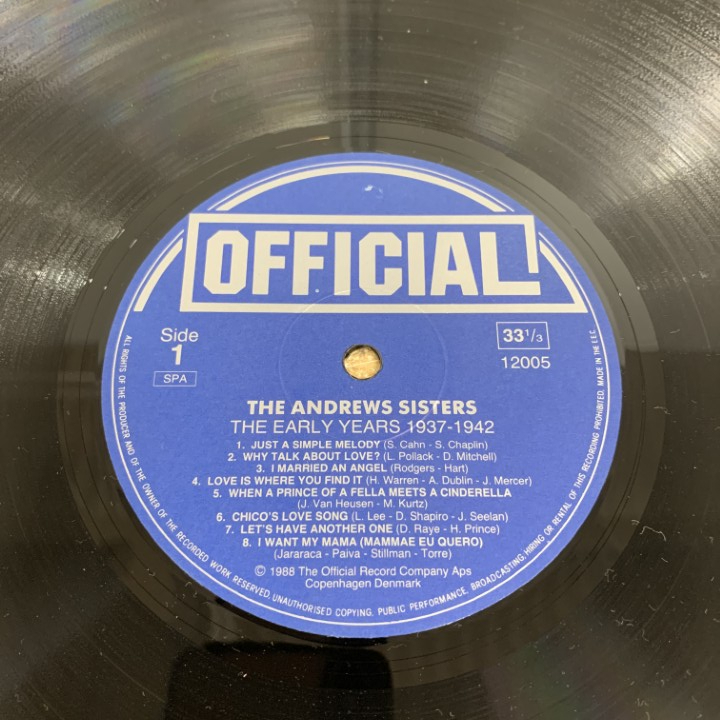 OFFICIAL
Side
1
SPA
33 1/3
12005
THE ANDREWS SISTERS
THE EARLY YEARS 1937-1942
1. JUST A SIMPLE MELODY (S. Cahn - S. Chaplin)
2. WHY TALK ABOUT LOVE? (L. Pollack - D. Mitchell)
3. I MARRIED AN ANGEL (Rodgers - Hart)
4. LOVE IS WHERE YOU FIND IT (H. Warren - A. Dublin - J. Mercer)
5. WHEN A PRINCE OF A FELLA MEETS A CINDERELLA
(J. Van Heusen - M. Kurtz)
6. CHICO'S LOVE SONG (L. Lee - D. Shapiro - J. Seelan)
7. LET'S HAVE ANOTHER ONE (D. Raye - H. Prince)
8. I WANT MY MAMA (MAMMAE EU QUERO)
(Jararaca - Paiva - Stillman - Torre)
© 1988 The Official Record Company Aps
Copenhagen Denmark
ALL RIGHTS OF THE PRODUCER AND OF THE OWNER OF THE RECORDED WORK RESERVED. UNAUTHORISED COPYING, PUBLIC PERFORMANCE, BROADCASTING, HIRING OR RENTAL OF THIS RECORDING PROHIBITED. MADE IN THE E.E.C.